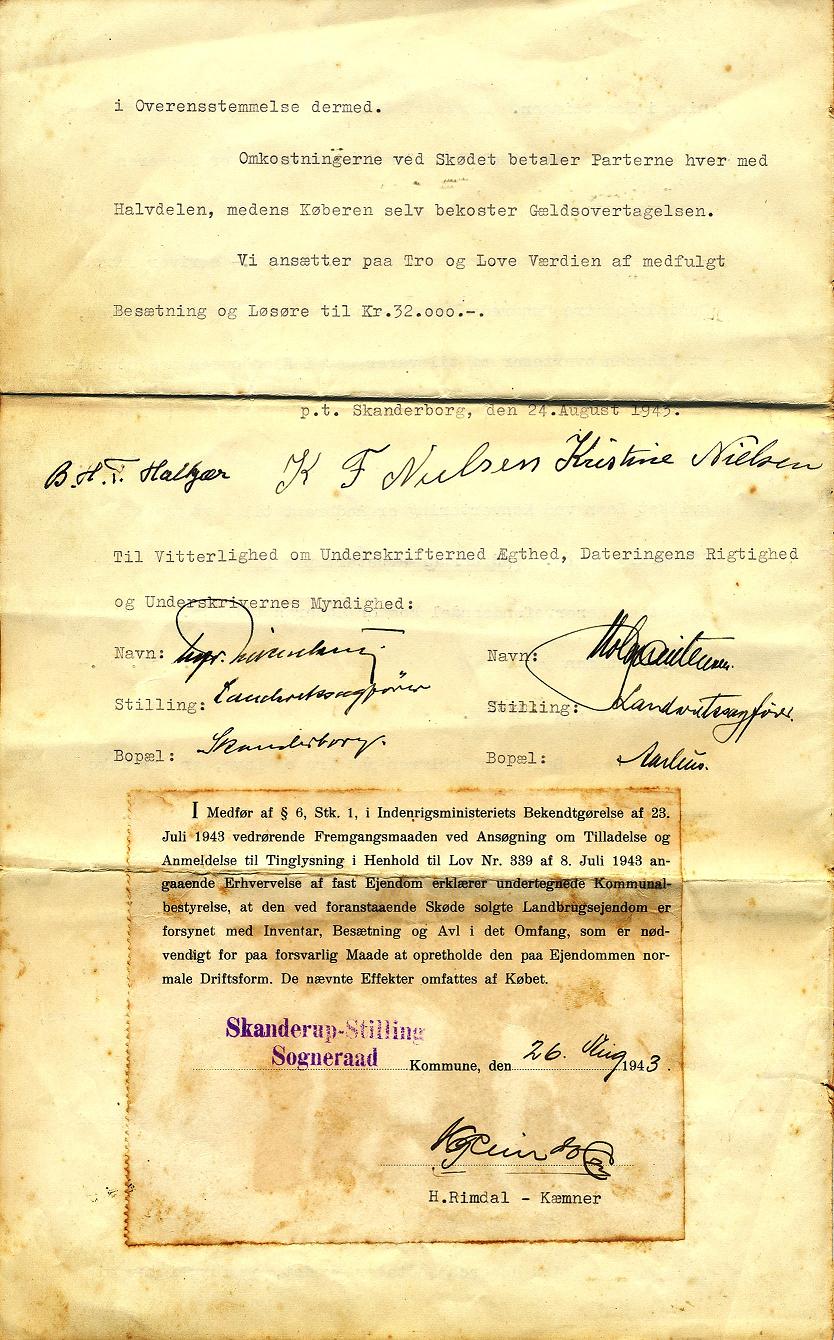 i Overensstemmelse dermed.
Omkostningerne ved Skødet betaler Parterne hver med
Halvdelen, medens Køberen selv bekoster Gældsovertagelsen.
Vi ansætter paa Tro og Love Værdien af medfulgt
Besætning og Løsøre til Kr.32.000.-.
p.t. Skanderborg, den 24.August 1943.
B.H.T. Halkjær K F Nielsen Kristine Nielsen
Til Vitterlighed om Underskrifterned Ægthed, Dateringens Rigtighed
og Underskrivernes Myndighed:
Navn: Navn:
Stilling: Landsretssagfører Stilling: Landsretssagfører.
Bopæl: Skanderborg. Bopæl: Aarhus.
I Medfør af § 6, Stk. 1, i Indenrigsministeriets Bekendtgørelse af 23.
Juli 1943 vedrørende Fremgangsmaaden ved Ansøgning om Tilladelse og
Anmeldelse til Tinglysning i Henhold til Lov Nr. 339 af 8. Juli 1943 an-
gaaende Erhvervelse af fast Ejendom erklærer undertegnede Kommunal-
bestyrelse, at den ved foranstaaende Skøde solgte Landbrugsejendom er
forsynet med Inventar, Besætning og Avl i det Omfang, som er nød-
vendigt for paa forsvarlig Maade at opretholde den paa Ejendommen nor-
male Driftsform. De nævnte Effekter omfattes af Købet.
Skanderup-Stilling
Sogneraad Kommune, den 26. Aug 1943.
H.Rimdal - Kæmner